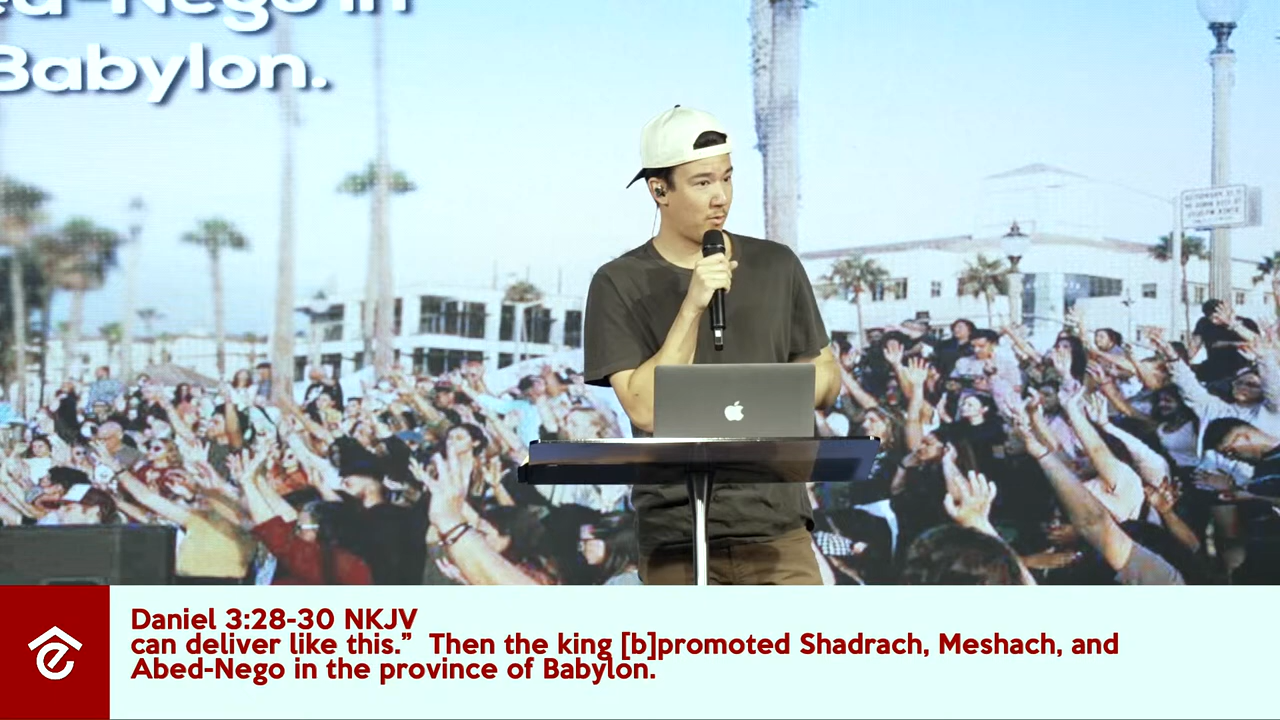 ed-Nego in
Babylon.
Daniel 3:28-30 NKJV
can deliver like this.”  Then the king [b]promoted Shadrach, Meshach, and
Abed-Nego in the province of Babylon.